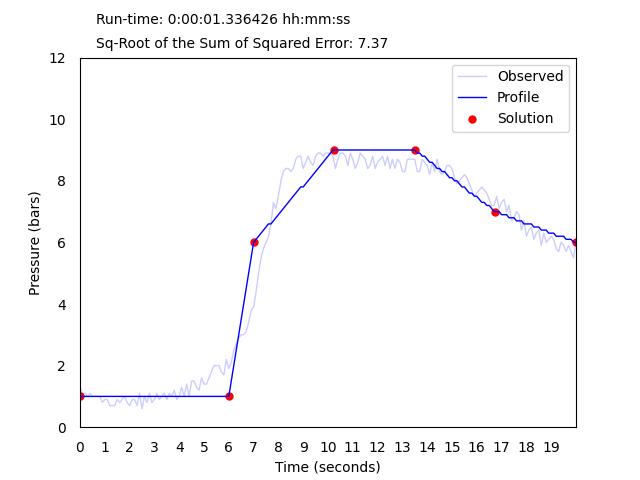 Run-time: 0:00:01.336426 hh:mm:ss
Sq-Root of the Sum of Squared Error: 7.37
Observed
Profile
Solution
12
10
8
6
4
2
0
Pressure (bars)
0 1 2 3 4 5 6 7 8 9 10 11 12 13 14 15 16 17 18 19
Time (seconds)